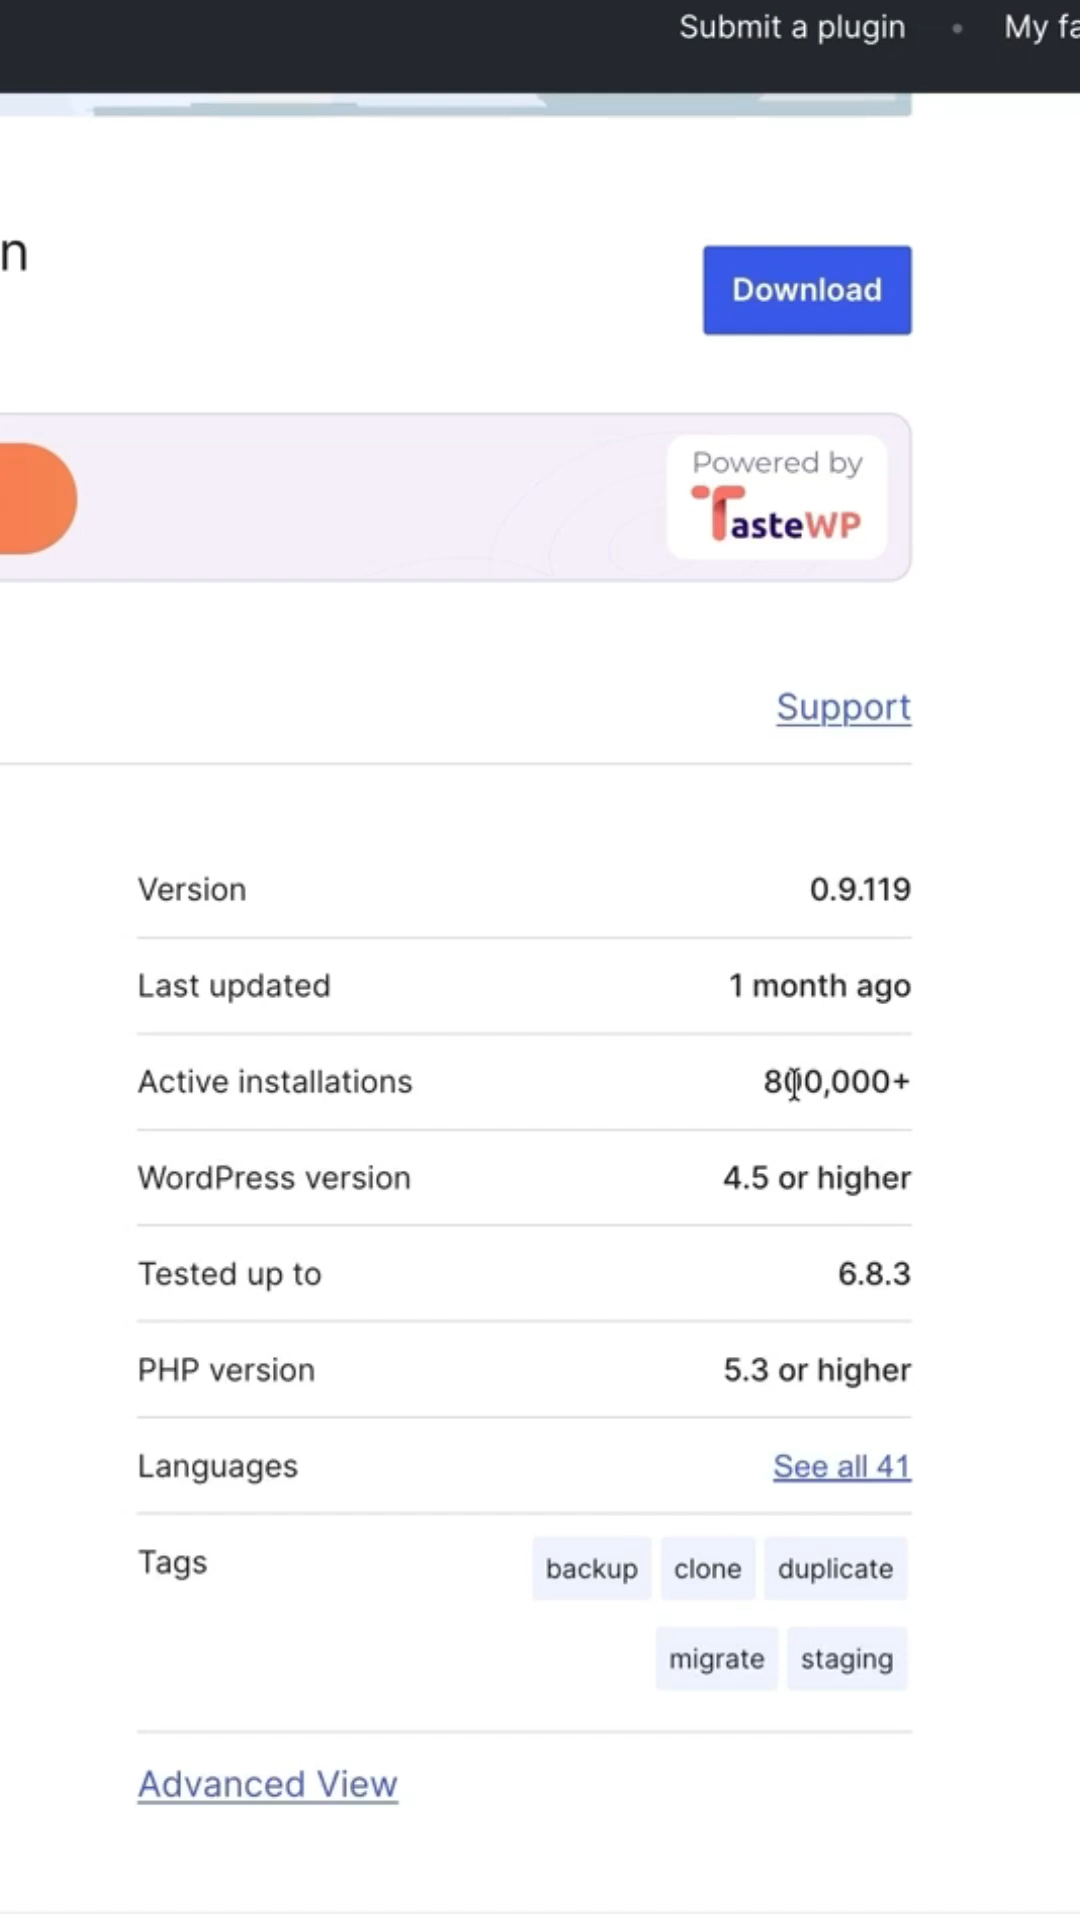 Submit a plugin • My fa
n
Download
Powered by
TasteWP
Support
Version 0.9.119
Last updated 1 month ago
Active installations 800,000+
WordPress version 4.5 or higher
Tested up to 6.8.3
PHP version 5.3 or higher
Languages See all 41
Tags backup clone duplicate
migrate staging
Advanced View